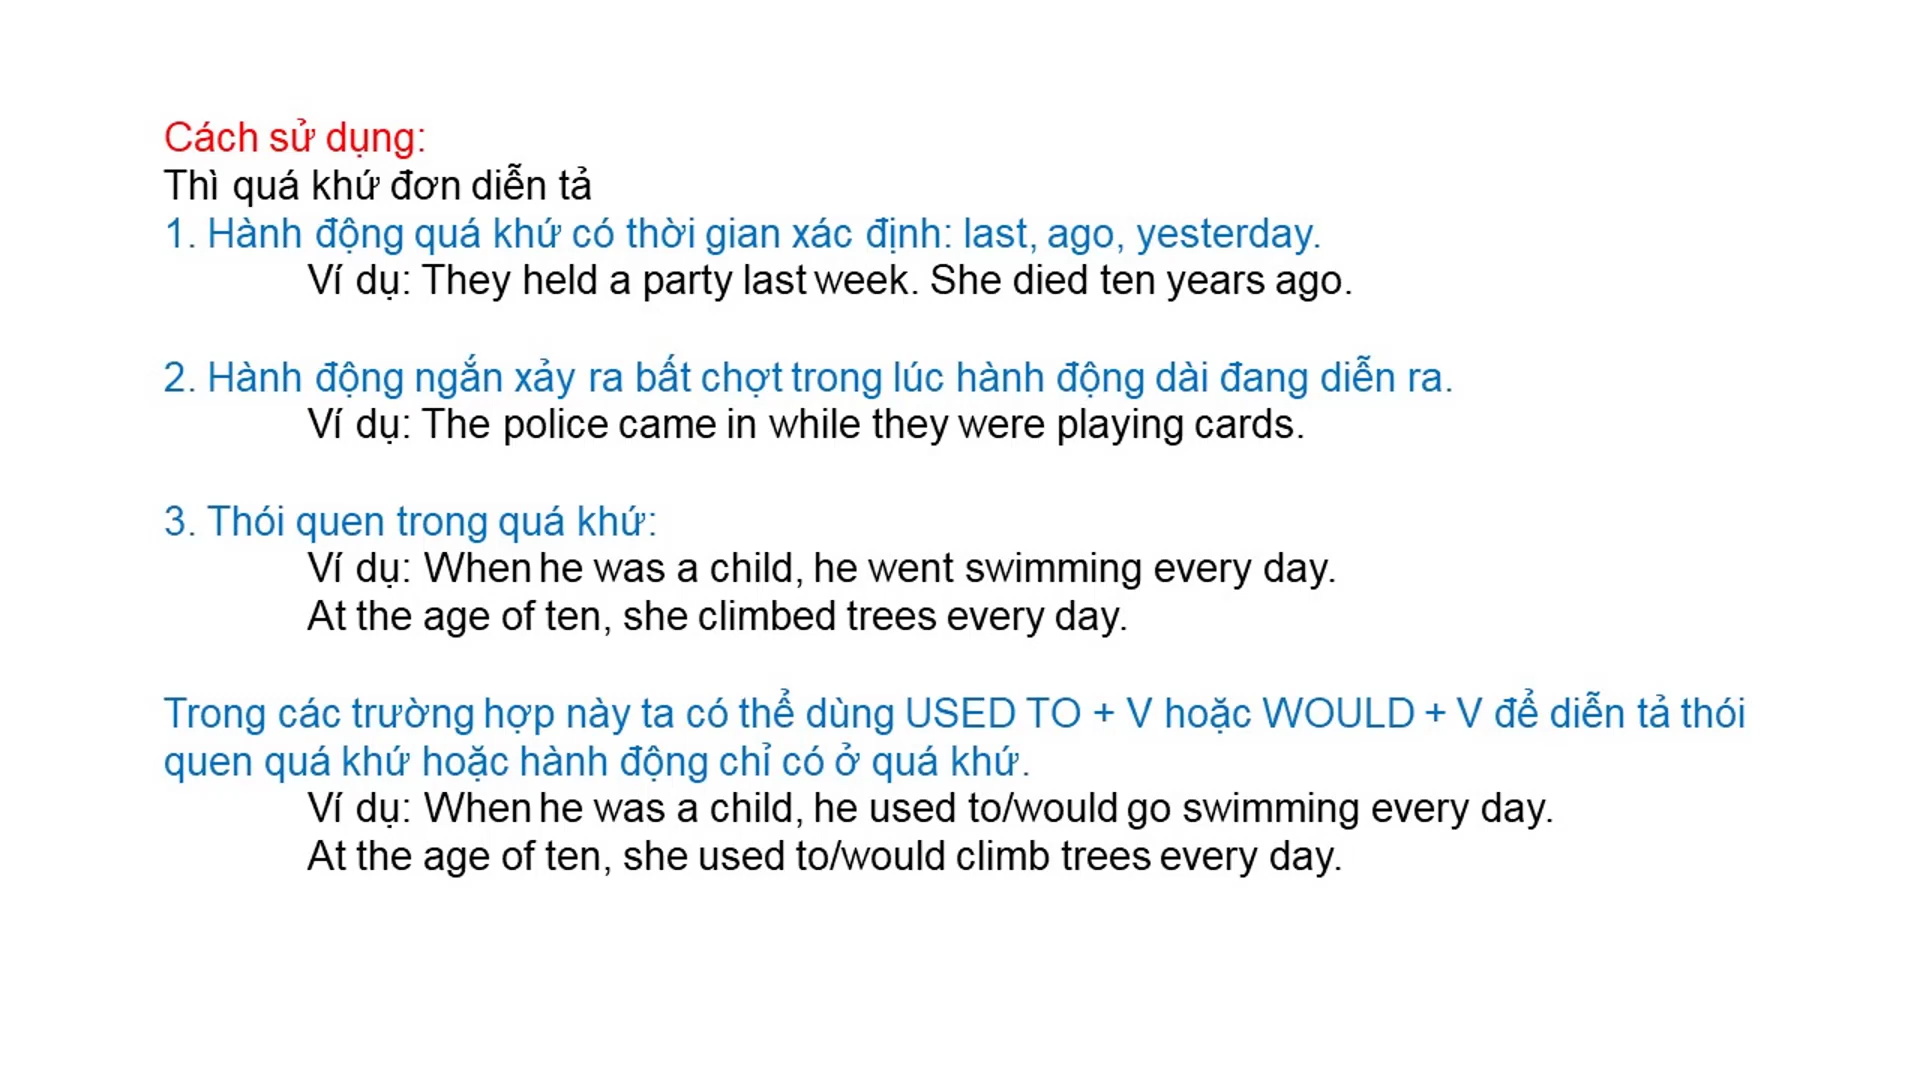 Cách sử dụng:
Thì quá khứ đơn diễn tả
1. Hành động quá khứ có thời gian xác định: last, ago, yesterday.
Ví dụ: They held a party last week. She died ten years ago.
2. Hành động ngắn xảy ra bất chợt trong lúc hành động dài đang diễn ra.
Ví dụ: The police came in while they were playing cards.
3. Thói quen trong quá khứ:
Ví dụ: When he was a child, he went swimming every day.
At the age of ten, she climbed trees every day.
Trong các trường hợp này ta có thể dùng USED TO + V hoặc WOULD + V để diễn tả thói
quen quá khứ hoặc hành động chỉ có ở quá khứ.
Ví dụ: When he was a child, he used to/would go swimming every day.
At the age of ten, she used to/would climb trees every day.